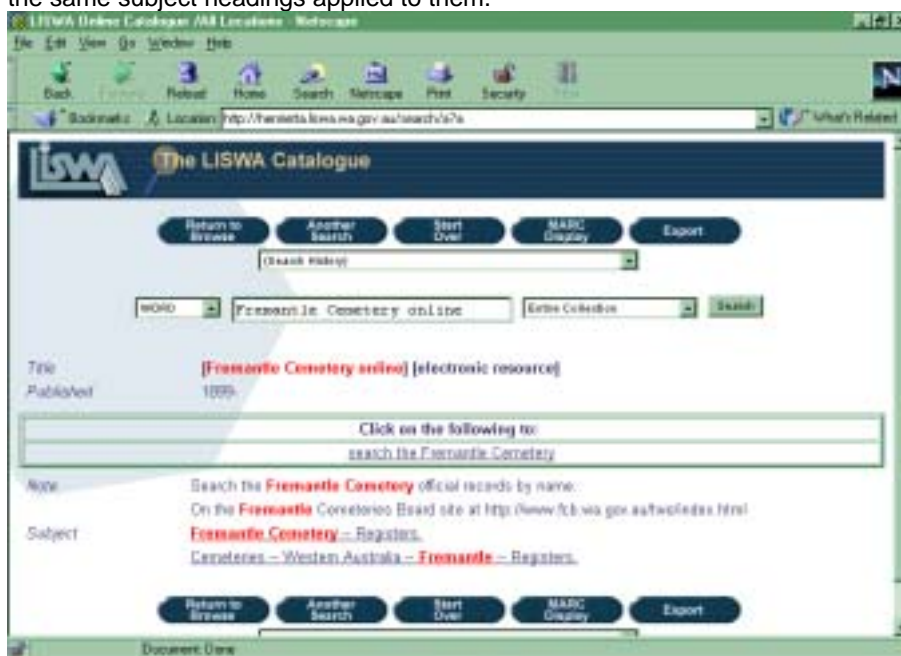 the same subject headings applied to them.
LISWA Online Catalogue /All Locations - Netscape
File Edit View Go Window Help
Back Forward Reload Home Search Netscape Print Security
Bookmarks Location: http://henrietta.liswa.wa.gov.au/search/a?a What's Related
LISWA The LISWA Catalogue
Return to Browse Another Search Start Over MARC Display Export
(Search History)
WORD Fremantle Cemetery online Entire Collection Search
Title [Fremantle Cemetery online] [electronic resource]
Published 1899-
Click on the following to:
search the Fremantle Cemetery
Note Search the Fremantle Cemetery official records by name.
On the Fremantle Cemeteries Board site at http://www.fcb.wa.gov.au/two/index.html
Subject Fremantle Cemetery -- Registers.
Cemeteries -- Western Australia -- Fremantle -- Registers.
Return to Browse Another Search Start Over MARC Display Export
Document: Done